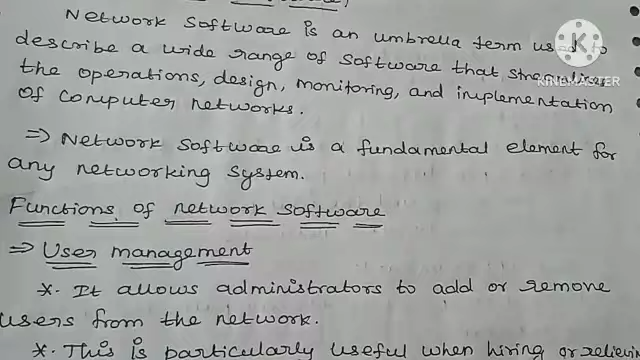 Network Software is an umbrella term used to
describe a wide range of software that streamlines
the operations, design, monitoring, and implementation
of computer networks.
⇒ Network Software is a fundamental element for
any networking system.
Functions of network software
⇒ User management
*. It allows administrators to add or remove
users from the network.
*. This is particularly useful when hiring or
KINEMASTER